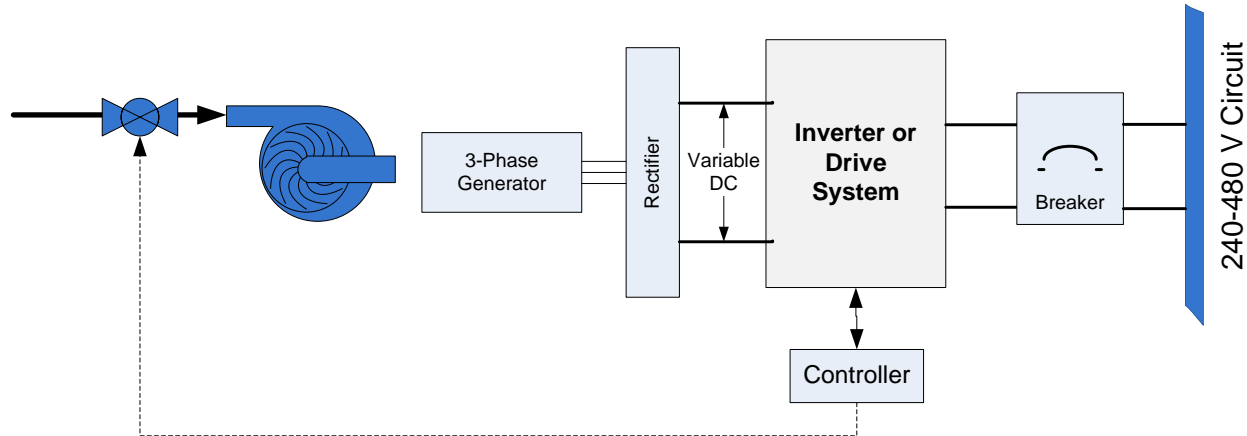 3-Phase
Generator
Rectifier
Variable
DC
Inverter or
Drive
System
Breaker
240-480 V Circuit
Controller